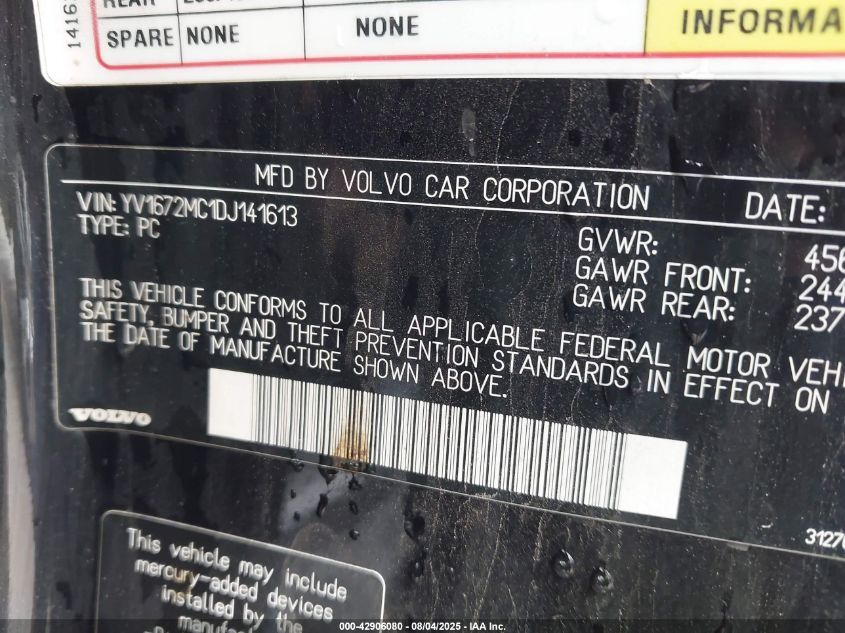 SPARE NONE NONE
INFORMA
MFD BY VOLVO CAR CORPORATION DATE:
VIN: YV1672MC1DJ141613
TYPE: PC
GVWR: 456
GAWR FRONT: 244
GAWR REAR: 237
THIS VEHICLE CONFORMS TO ALL APPLICABLE FEDERAL MOTOR VEHI
SAFETY, BUMPER AND THEFT PREVENTION STANDARDS IN EFFECT ON
THE DATE OF MANUFACTURE SHOWN ABOVE.
VOLVO
3127
This vehicle may include
mercury-added devices
installed by the
manufa
000-42906080 - 08/04/2025 - IAA Inc.